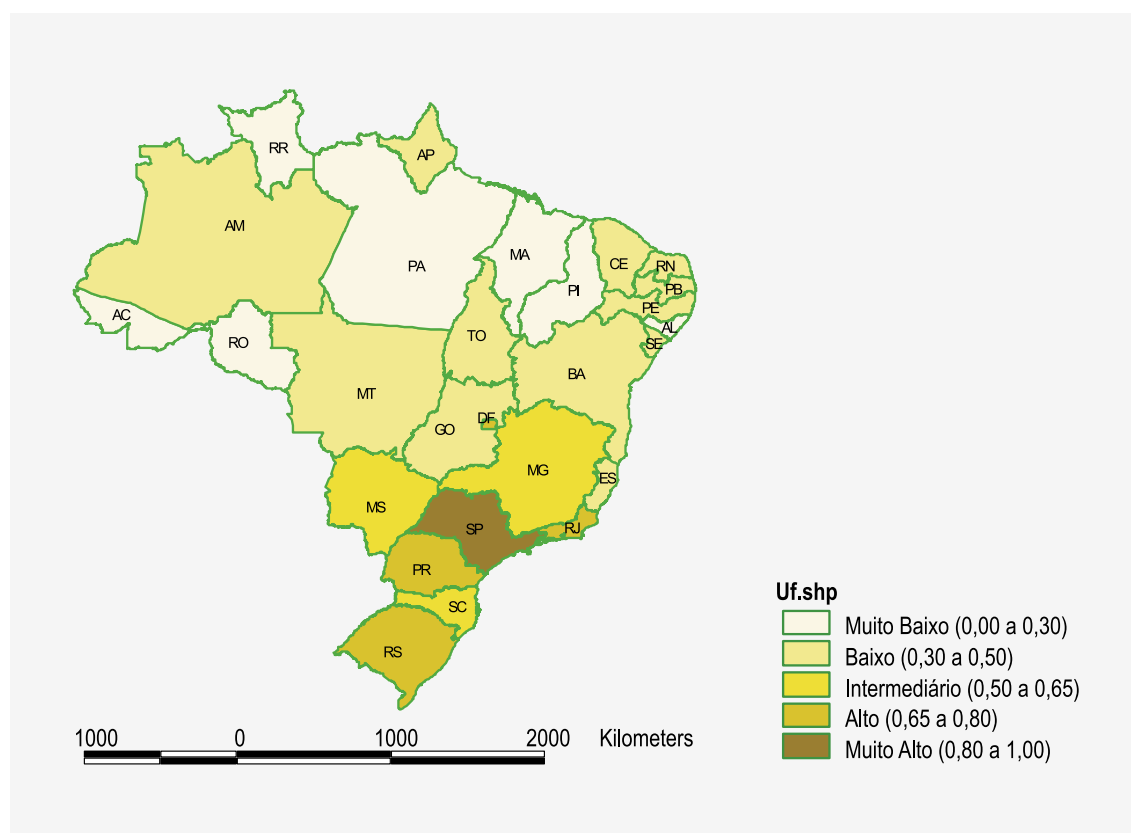 RR
AP
AM
PA
MA
CE
RN
PI
PB
PE
AC
AL
RO
TO
SE
BA
MT
DF
GO
MG
ES
MS
SP
RJ
PR
SC
RS
Uf.shp
Muito Baixo (0,00 a 0,30)
Baixo (0,30 a 0,50)
Intermediário (0,50 a 0,65)
Alto (0,65 a 0,80)
Muito Alto (0,80 a 1,00)
1000 0 1000 2000 Kilometers